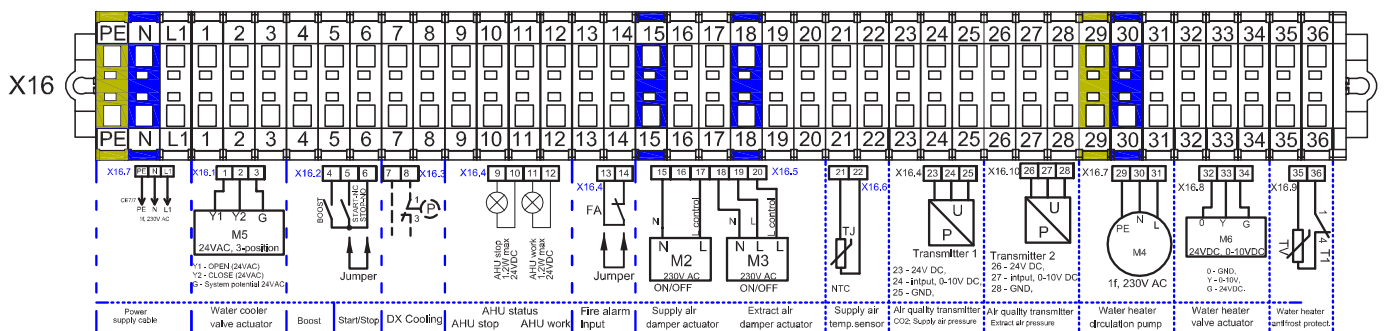 PE N L1 1 2 3 4 5 6 7 8 9 10 11 12 13 14 15 16 17 18 19 20 21 22 23 24 25 26 27 28 29 30 31 32 33 34 35 36
X16
PE N L1 1 2 3 4 5 6 7 8 9 10 11 12 13 14 15 16 17 18 19 20 21 22 23 24 25 26 27 28 29 30 31 32 33 34 35 36
X16.7 PE N L1
PE N L1
1f, 230V AC
Power
supply cable
X16.1 1 2 3
Y1 Y2 G
M5
24VAC, 3-position
Y1 - OPEN (24VAC)
Y2 - CLOSE (24VAC)
G - System potential 24VAC
Water cooler
valve actuator
X16.2 4 5 6
BOOST
START-NC
STOP-NO
Jumper
Boost
Start/Stop
7 8 X16.3
1
3
P
DX Cooling
X16.4 9 10 11 12
AHU stop
1,2W max
24VDC
AHU work
1,2W max
24VDC
AHU status
AHU stop AHU work
13 14
X16.4
FA
Jumper
Fire alarm
Input
15 16 17 18 19 20 X16.5
N
L control
N L
M2
230V AC
ON/OFF
Supply air
damper actuator
N L
L control
N L
M3
230V AC
ON/OFF
Extract air
damper actuator
21 22
X16.6
TJ
NTC
Supply air
temp.sensor
X16.4 23 24 25
U
P
Transmitter 1
23 - 24V DC,
24 - intput, 0-10V DC
25 - GND,
Air quality transmitter
CO2; Supply air pressure
X16.10 26 27 28
U
P
Transmitter 2
26 - 24V DC,
27 - intput, 0-10V DC
28 - GND,
Air quality transmitter
Extract air pressure
X16.7 29 30 31
PE N L
M4
1f, 230V AC
Water heater
circulation pump
32 33 34
X16.8
0 Y G
M6
24VDC, 0-10VDC
0 - GND,
Y - 0-10V,
G - 24VDC.
Water heater
valve actuator
35 36
X16.9
TV
1
4
T1
Water heater
antifrost protect.